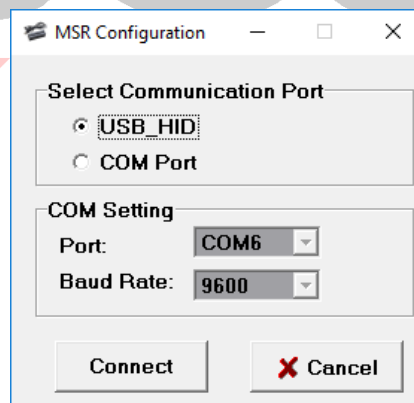 MSR Configuration
Select Communication Port
USB_HID
COM Port
COM Setting
Port: COM6
Baud Rate: 9600
Connect Cancel